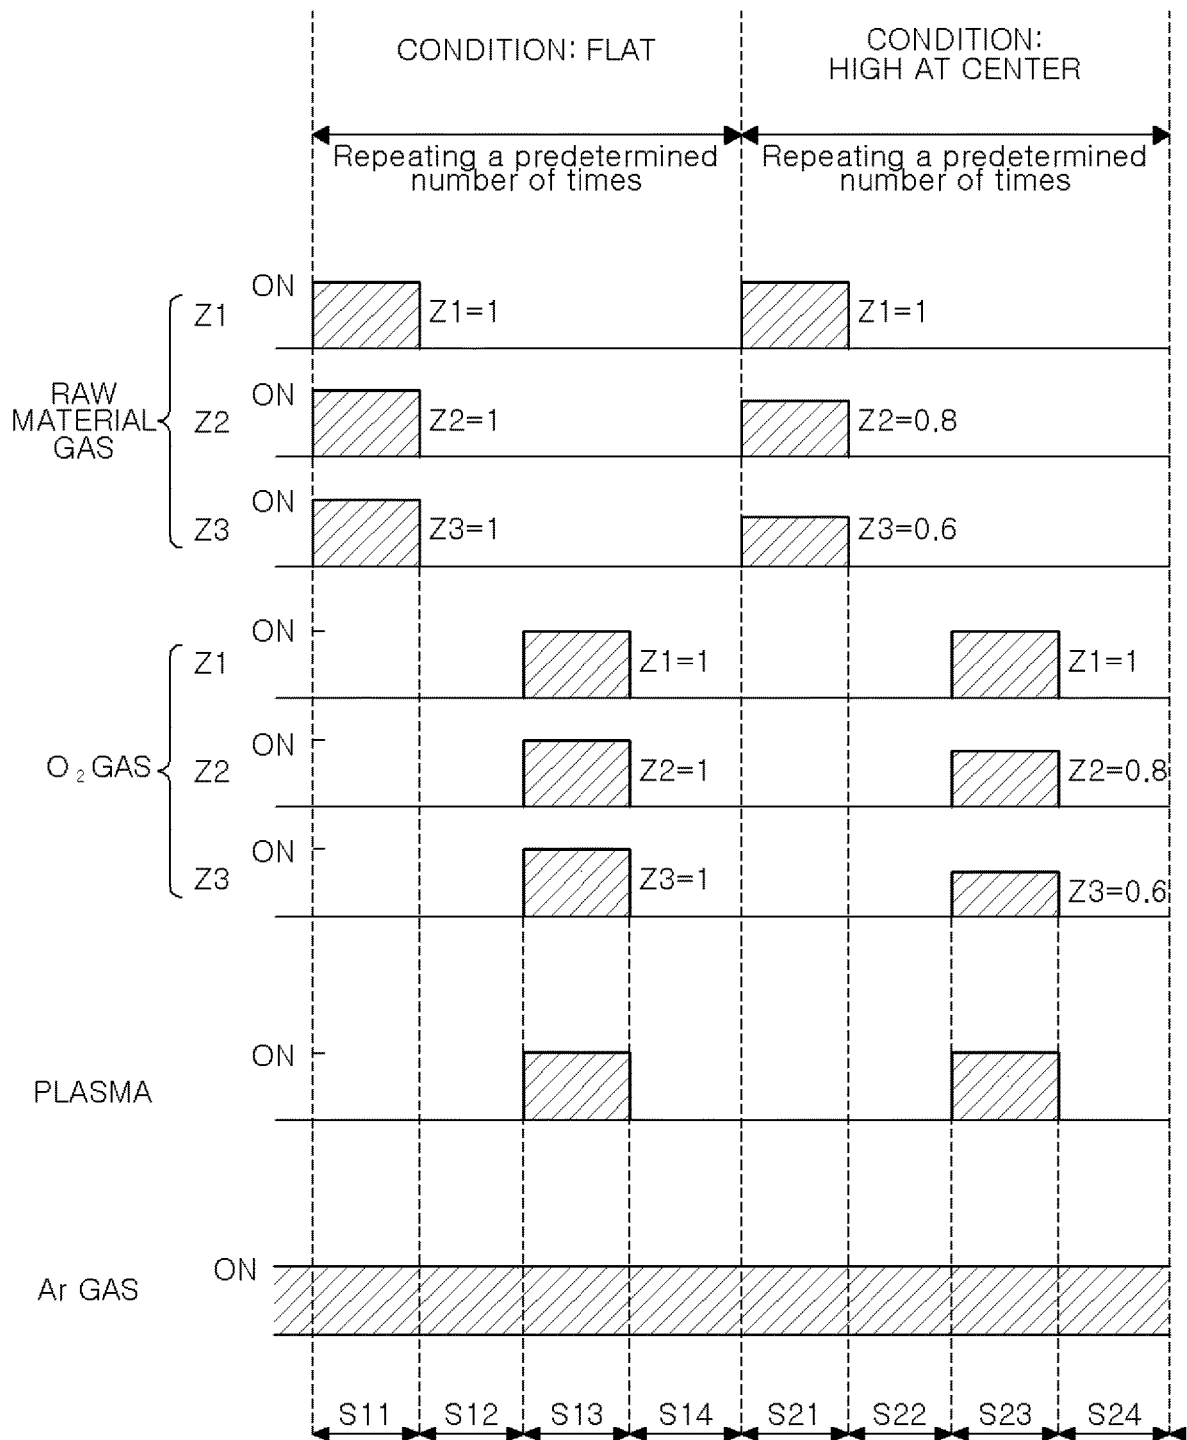 CONDITION: FLAT
CONDITION:
HIGH AT CENTER
Repeating a predetermined
number of times
Repeating a predetermined
number of times
RAW
MATERIAL
GAS
Z1
ON
Z1=1
Z1=1
Z2
ON
Z2=1
Z2=0.8
Z3
ON
Z3=1
Z3=0.6
O₂ GAS
Z1
ON
Z1=1
Z1=1
Z2
ON
Z2=1
Z2=0.8
Z3
ON
Z3=1
Z3=0.6
PLASMA
ON
Ar GAS
ON
S11
S12
S13
S14
S21
S22
S23
S24